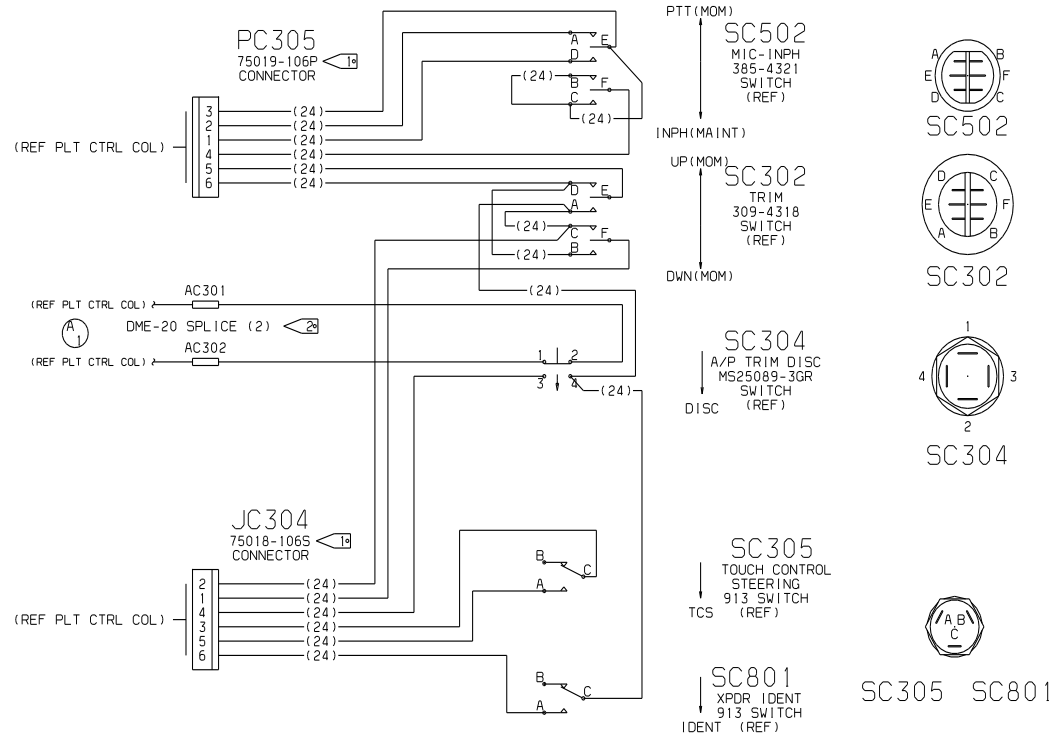 PTT(MOM)
PC305
75019-106P 1
CONNECTOR
SC502
MIC-INPH
385-4321
SWITCH
(REF)
INPH(MAINT)
A
E
D
(24)
B
F
C
(24)
A B
E F
D C
SC502
(REF PLT CTRL COL)
3 (24)
2 (24)
1 (24)
4 (24)
5 (24)
6 (24)
UP(MOM)
SC302
TRIM
309-4318
SWITCH
(REF)
DWN(MOM)
D E
A
(24)
C F
(24) B
(24)
D C
E F
A B
SC302
(REF PLT CTRL COL) AC301
A
1
DME-20 SPLICE (2) 2
(REF PLT CTRL COL) AC302
1 2
3 4
(24)
SC304
A/P TRIM DISC
MS25089-3GR
SWITCH
(REF)
DISC
1
4 3
2
SC304
JC304
75018-106S 1
CONNECTOR
(REF PLT CTRL COL)
2 (24)
1 (24)
4 (24)
3 (24)
5 (24)
6 (24)
B
C
A
SC305
TOUCH CONTROL
STEERING
913 SWITCH
(REF)
TCS
B
C
A
SC801
XPDR IDENT
913 SWITCH
(REF)
IDENT
A B
C
SC305 SC801